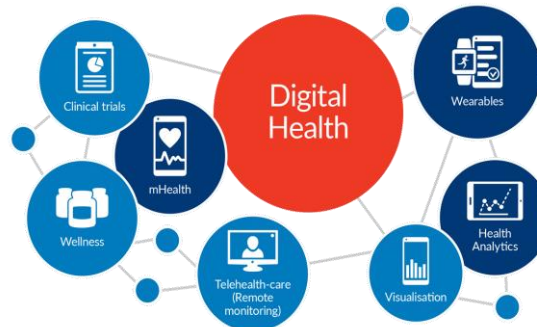 Digital
Health
Clinical trials
Wearables
mHealth
Wellness
Health
Analytics
Telehealth-care
(Remote
monitoring)
Visualisation